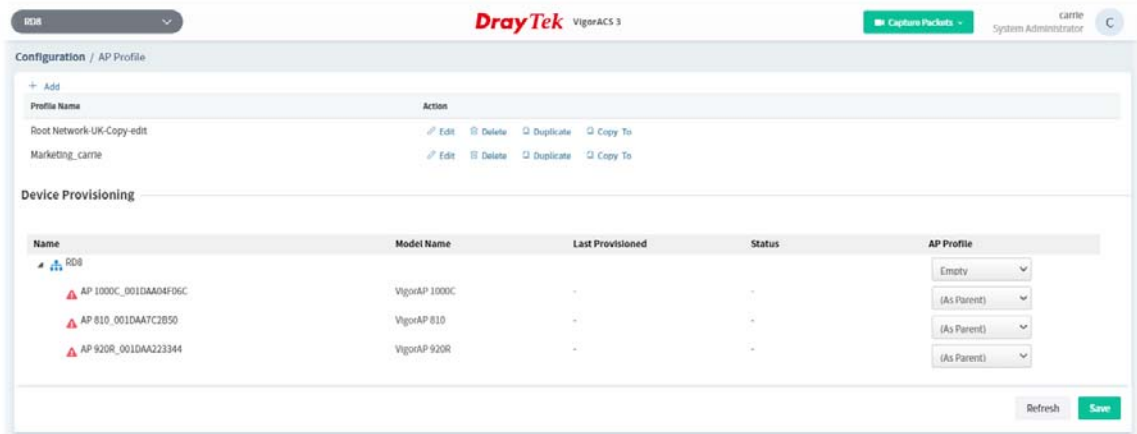 RD8
DrayTek VigorACS 3
Capture Packets
carrie
System Administrator
C
Configuration / AP Profile
+ Add
Profile Name Action
Root Network-UK-Copy-edit Edit Delete Duplicate Copy To
Marketing_carrie Edit Delete Duplicate Copy To
Device Provisioning
Name Model Name Last Provisioned Status AP Profile
RD8 Empty
AP 1000C_001DAA04F06C VigorAP 1000C - - (As Parent)
AP 810_001DAA7C2B50 VigorAP 810 - - (As Parent)
AP 920R_001DAA223344 VigorAP 920R - - (As Parent)
Refresh Save